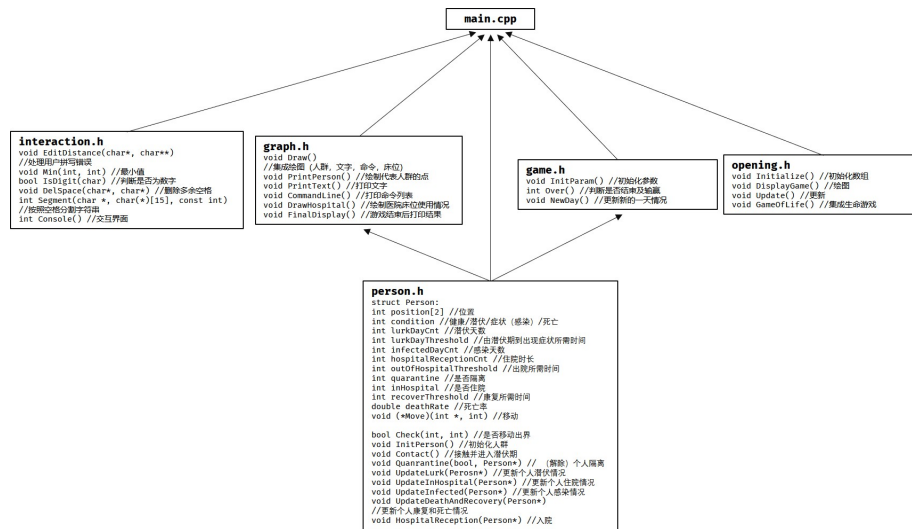 main.cpp
interaction.h
void EditDistance(char*, char**)
//处理用户拼写错误
void Min(int, int) //最小值
bool IsDigit(char) //判断是否为数字
void DelSpace(char*, char*) //删除多余空格
int Segment(char *, char(*)[15], const int)
//按照空格分割字符串
int Console() //交互界面
graph.h
void Draw()
//集成绘图（人群，文字，命令，床位）
void PrintPerson() //绘制代表人群的点
void PrintText() //打印文字
void CommandLine() //打印命令列表
void DrawHospital() //绘制医院床位使用情况
void FinalDisplay() //游戏结束后打印结果
game.h
void InitParam() //初始化参数
int Over() //判断是否结束及输赢
void NewDay() //更新新的一天情况
opening.h
void Initialize() //初始化数组
void DisplayGame() //绘图
void Update() //更新
void GameOfLife() //集成生命游戏
person.h
struct Person:
int position[2] //位置
int condition //健康/潜伏/症状（感染）/死亡
int lurkDayCnt //潜伏天数
int lurkDayThreshold //由潜伏期到出现症状所需时间
int infectedDayCnt //感染天数
int hospitalReceptionCnt //住院时长
int outOfHospitalThreshold //出院所需时间
int quarantine //是否隔离
int inHospital //是否住院
int recoverThreshold //康复所需时间
double deathRate //死亡率
void (*Move)(int *, int) //移动
bool Check(int, int) //是否移动出界
void InitPerson() //初始化人群
void Contact() //接触并进入潜伏期
void Quanrantine(bool, Person*) // （解除）个人隔离
void UpdateLurk(Perosn*) //更新个人潜伏情况
void UpdateInHospital(Person*) //更新个人住院情况
void UpdateInfected(Person*) //更新个人感染情况
void UpdateDeathAndRecovery(Person*)
//更新个人康复和死亡情况
void HospitalReception(Person*) //入院